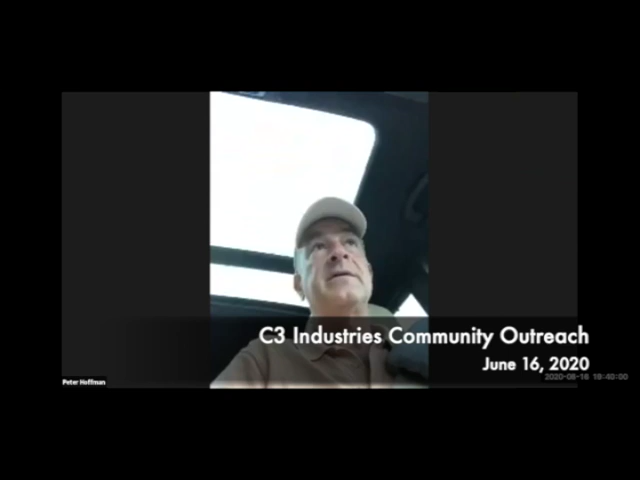 C3 Industries Community Outreach
June 16, 2020
Peter Hoffman
2020-06-16 19:40:00